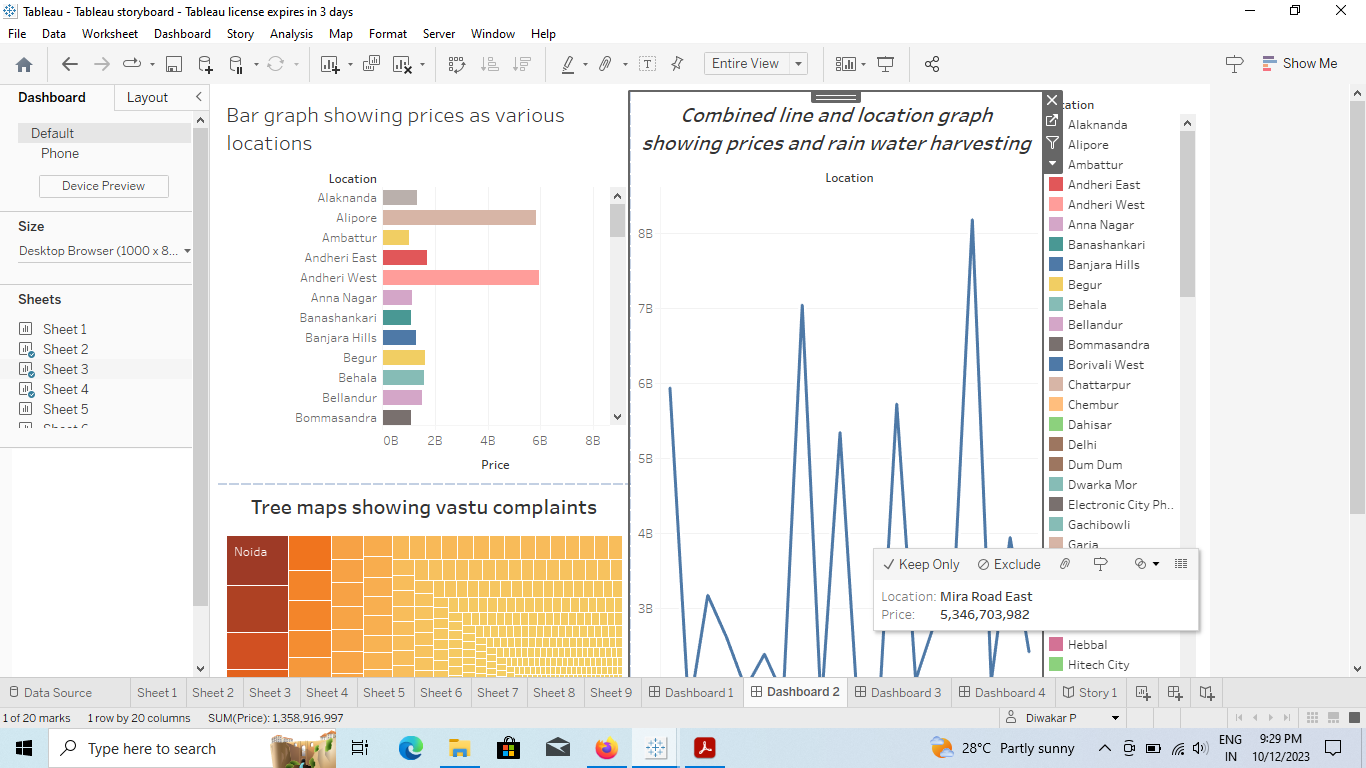 Tableau - Tableau storyboard - Tableau license expires in 3 days
File Data Worksheet Dashboard Story Analysis Map Format Server Window Help
Entire View
Show Me
Dashboard Layout
Default
Phone
Device Preview
Size
Desktop Browser (1000 x 8...
Sheets
Sheet 1
Sheet 2
Sheet 3
Sheet 4
Sheet 5
Bar graph showing prices as various
locations
Location
Alaknanda
Alipore
Ambattur
Andheri East
Andheri West
Anna Nagar
Banashankari
Banjara Hills
Begur
Behala
Bellandur
Bommasandra
0B 2B 4B 6B 8B
Price
Tree maps showing vastu complaints
Noida
Combined line and location graph
showing prices and rain water harvesting
Location
8B
7B
6B
5B
4B
3B
Keep Only Exclude
Location: Mira Road East
Price: 5,346,703,982
cation
Alaknanda
Alipore
Ambattur
Andheri East
Andheri West
Anna Nagar
Banashankari
Banjara Hills
Begur
Behala
Bellandur
Bommasandra
Borivali West
Chattarpur
Chembur
Dahisar
Delhi
Dum Dum
Dwarka Mor
Electronic City Ph..
Gachibowli
Garia
Hebbal
Hitech City
Data Source Sheet 1 Sheet 2 Sheet 3 Sheet 4 Sheet 5 Sheet 6 Sheet 7 Sheet 8 Sheet 9 Dashboard 1 Dashboard 2 Dashboard 3 Dashboard 4 Story 1
1 of 20 marks 1 row by 20 columns SUM(Price): 1,358,916,997 Diwakar P
Type here to search
28°C Partly sunny
ENG
IN
9:29 PM
10/12/2023